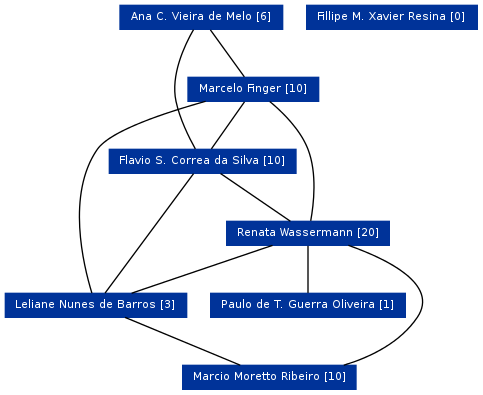 Ana C. Vieira de Melo [6]
Fillipe M. Xavier Resina [0]
Marcelo Finger [10]
Flavio S. Correa da Silva [10]
Renata Wassermann [20]
Leliane Nunes de Barros [3]
Paulo de T. Guerra Oliveira [1]
Marcio Moretto Ribeiro [10]